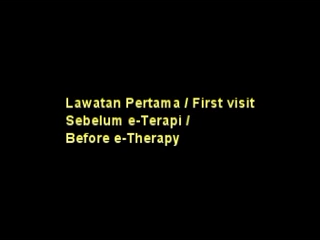 Lawatan Pertama / First visit
Sebelum e-Terapi /
Before e-Therapy